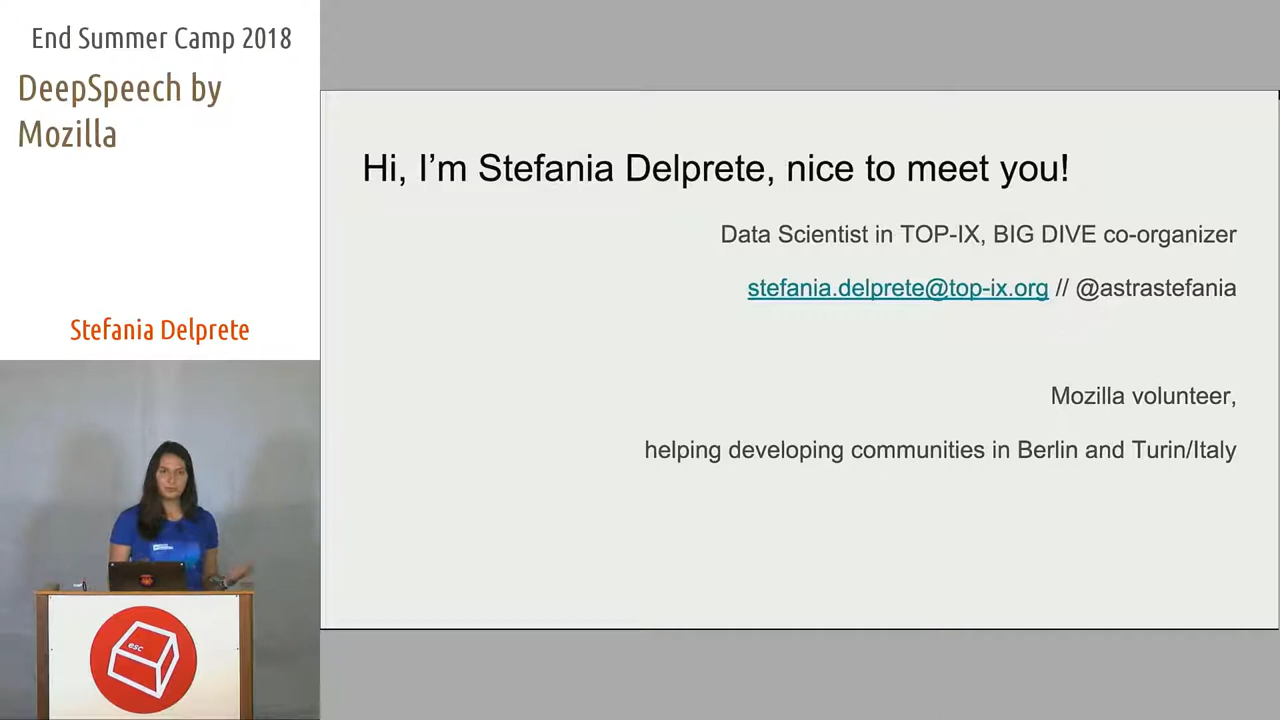 End Summer Camp 2018
DeepSpeech by
Mozilla
Stefania Delprete
Hi, I’m Stefania Delprete, nice to meet you!
Data Scientist in TOP-IX, BIG DIVE co-organizer
stefania.delprete@top-ix.org // @astrastefania
Mozilla volunteer,
helping developing communities in Berlin and Turin/Italy
esc